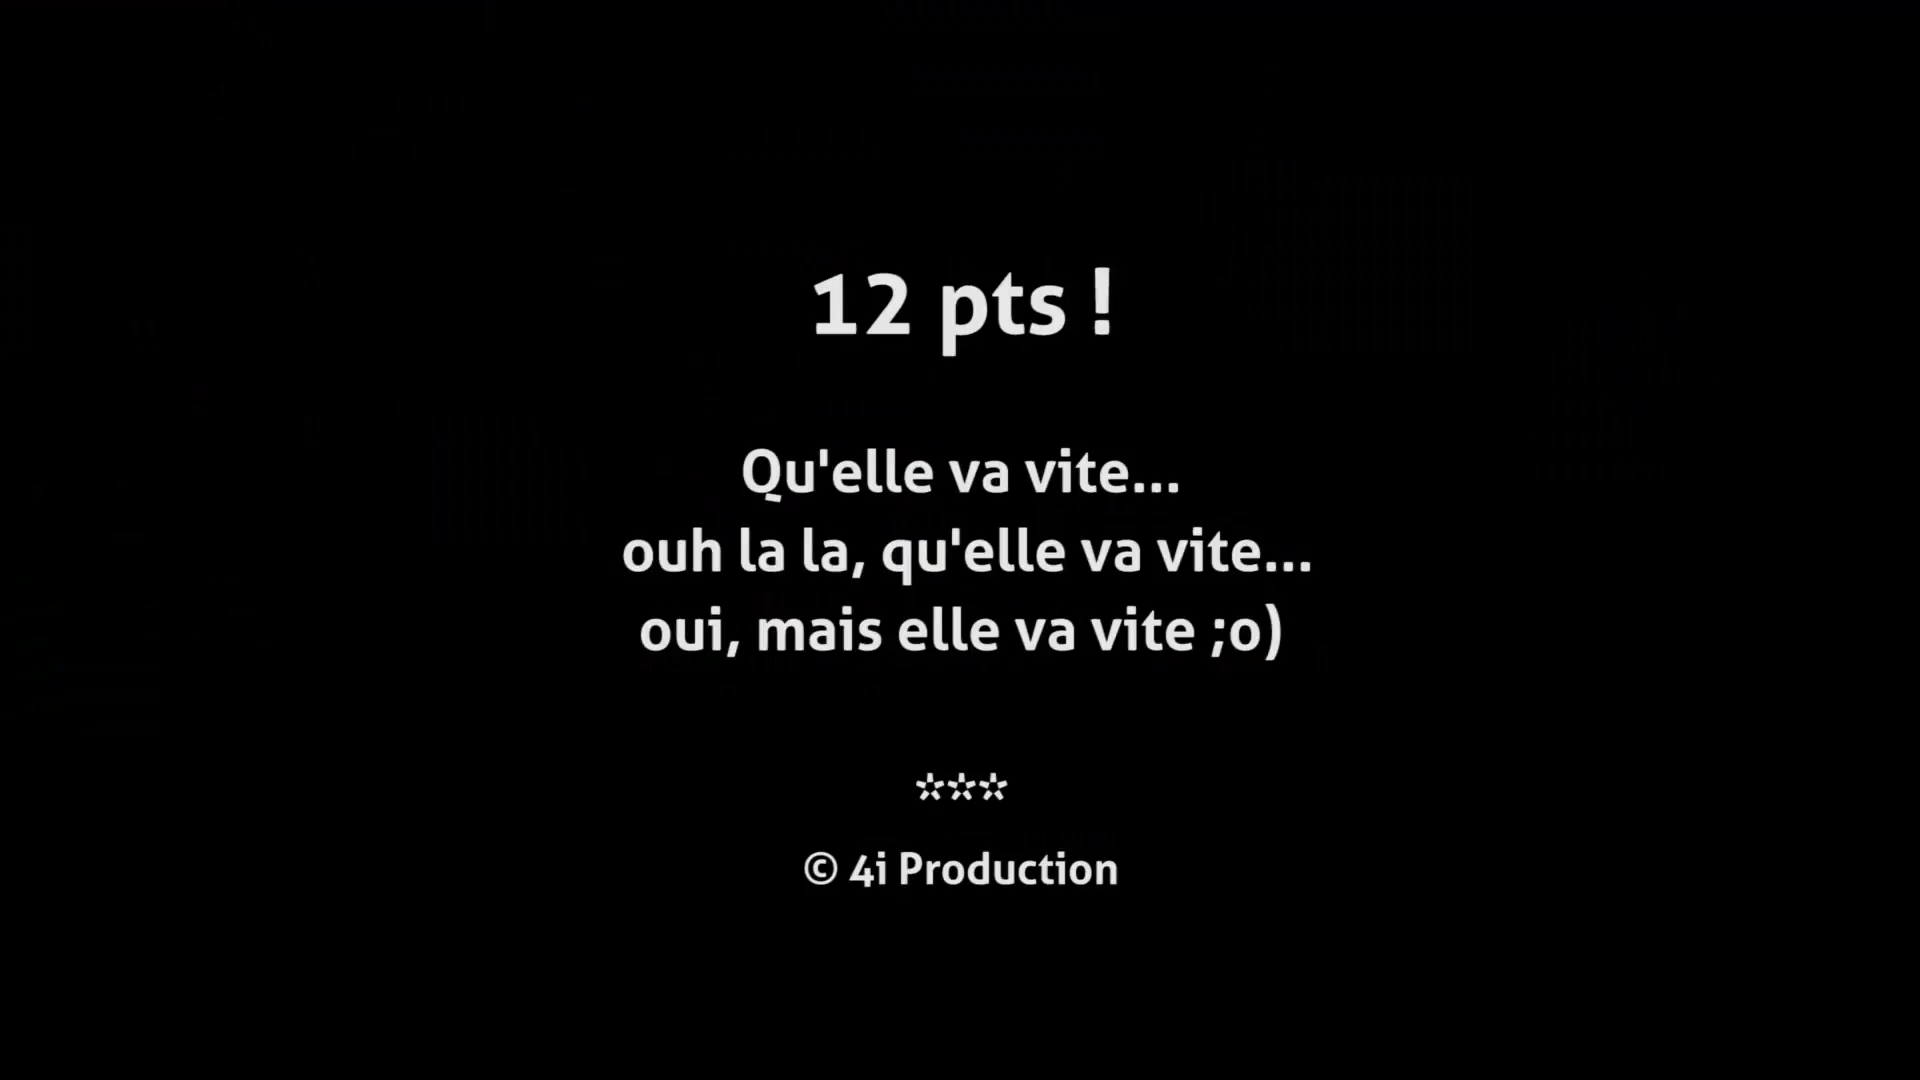 12 pts !
Qu'elle va vite...
ouh la la, qu'elle va vite...
oui, mais elle va vite ;o)
***
© 4i Production